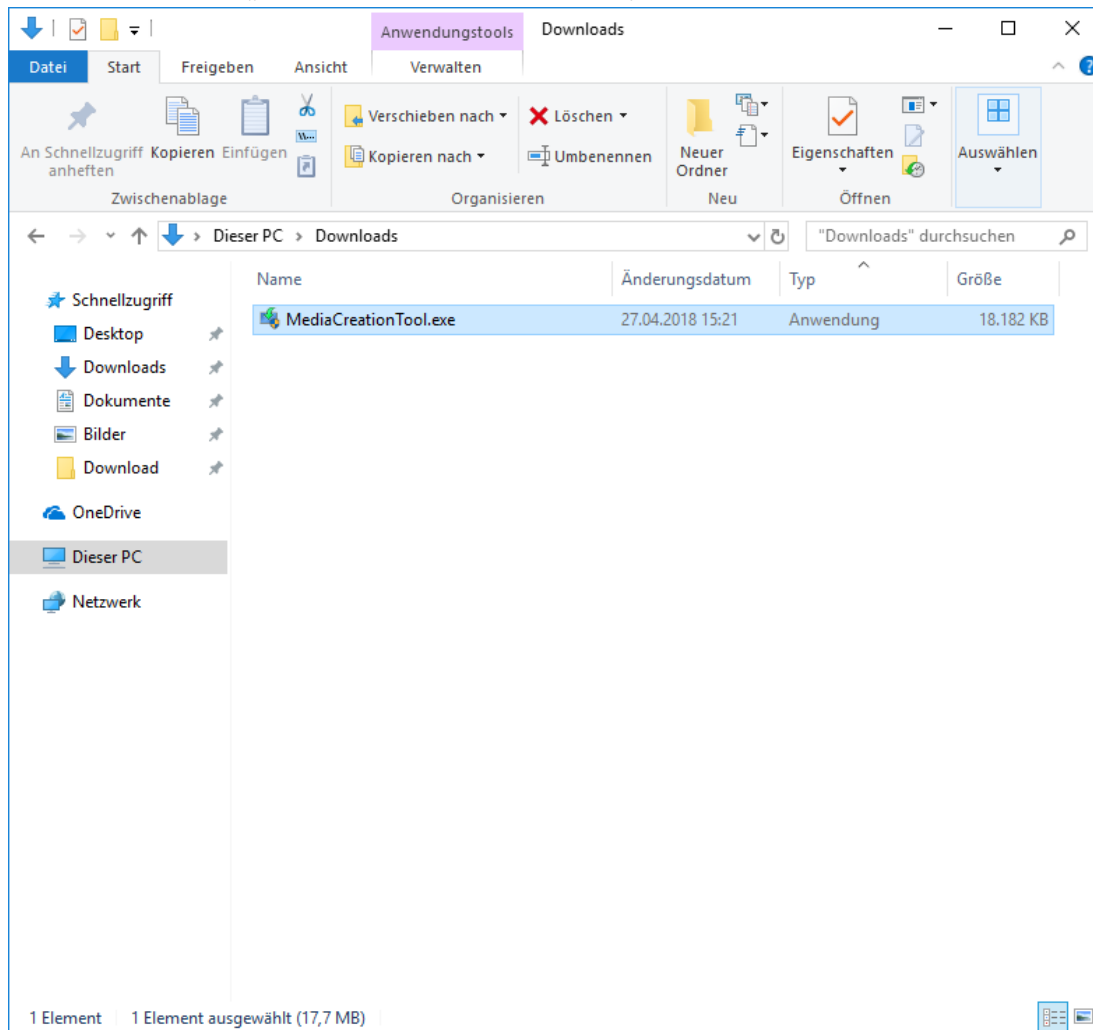 Anwendungstools Downloads
Datei Start Freigeben Ansicht Verwalten
An Schnellzugriff anheften
Kopieren
Einfügen
Zwischenablage
Verschieben nach
Kopieren nach
Löschen
Umbenennen
Organisieren
Neuer
Ordner
Neu
Eigenschaften
Öffnen
Auswählen
Dieser PC > Downloads
"Downloads" durchsuchen
Name Änderungsdatum Typ Größe
MediaCreationTool.exe 27.04.2018 15:21 Anwendung 18.182 KB
Schnellzugriff
Desktop
Downloads
Dokumente
Bilder
Download
OneDrive
Dieser PC
Netzwerk
1 Element 1 Element ausgewählt (17,7 MB)